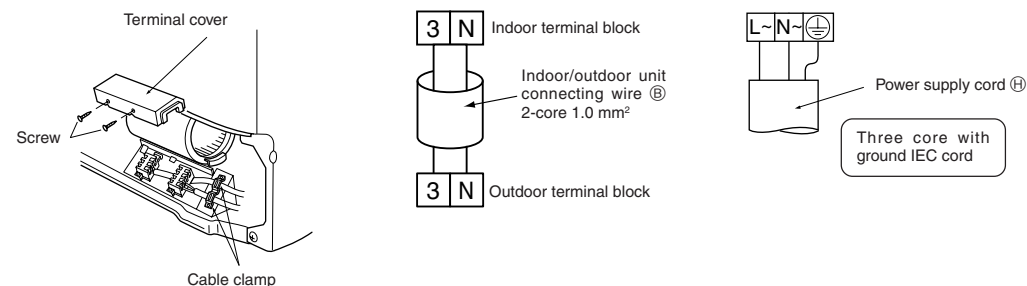 Terminal cover
Screw
Cable clamp
3 N
Indoor terminal block
Indoor/outdoor unit
connecting wire Ⓑ
2-core 1.0 mm²
3 N
Outdoor terminal block
L~ N~ ⏚
Power supply cord Ⓗ
Three core with
ground IEC cord